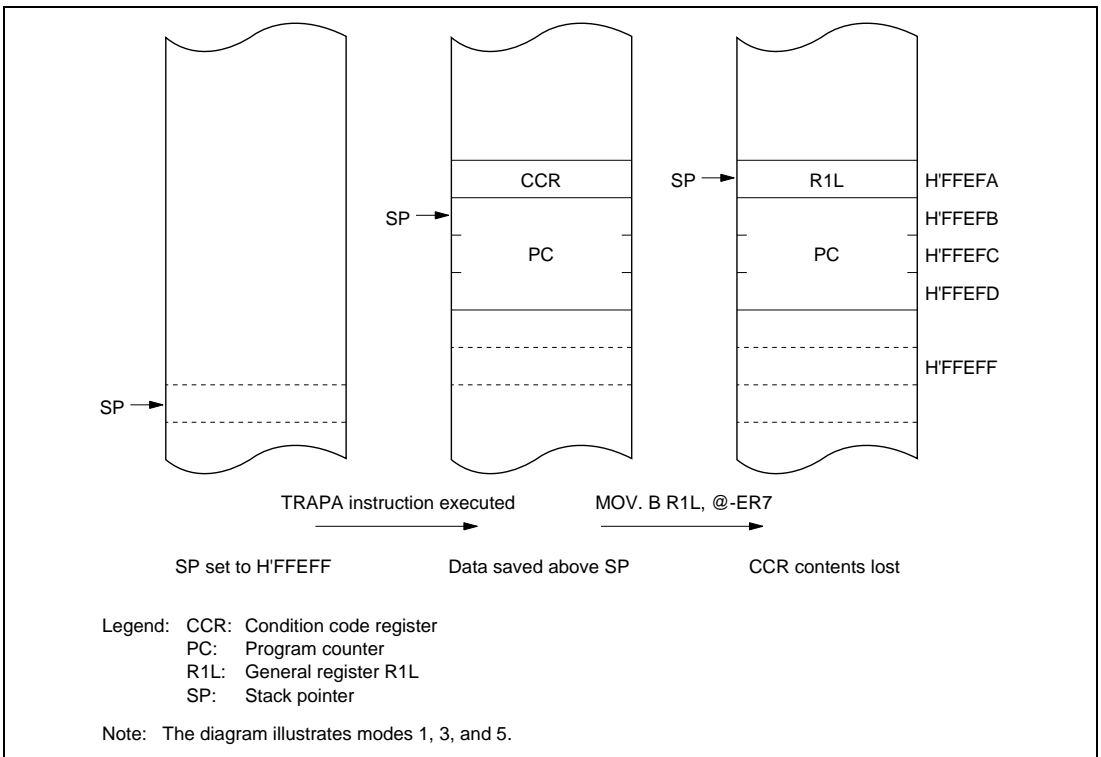 CCR
SP
R1L
H'FFEFA
SP
H'FFEFB
PC
PC
H'FFEFC
H'FFEFD
H'FFEFF
SP
TRAPA instruction executed
MOV. B R1L, @-ER7
SP set to H'FFEFF
Data saved above SP
CCR contents lost
Legend: CCR: Condition code register
PC: Program counter
R1L: General register R1L
SP: Stack pointer
Note: The diagram illustrates modes 1, 3, and 5.